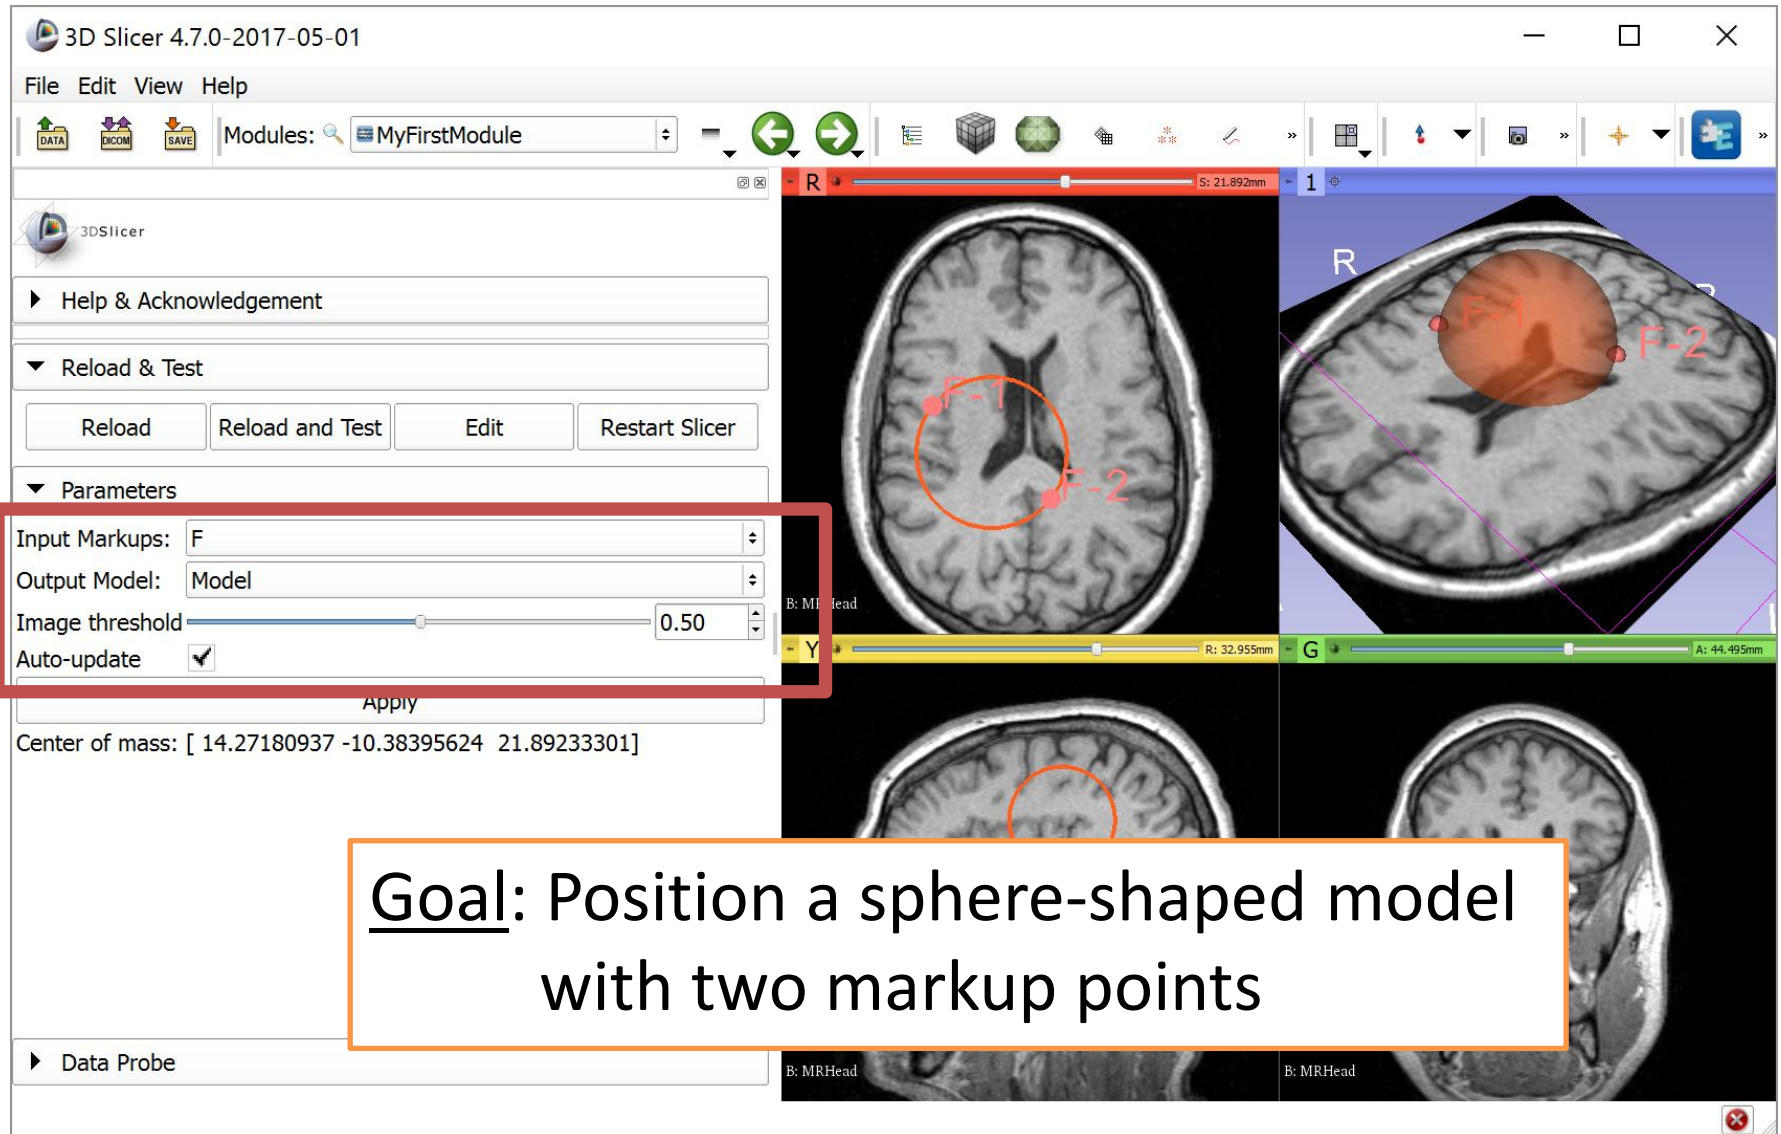 3D Slicer 4.7.0-2017-05-01
File Edit View Help
DATA DICOM SAVE Modules: MyFirstModule » » »
3DSlicer
Help & Acknowledgement
Reload & Test
Reload Reload and Test Edit Restart Slicer
Parameters
Input Markups: F
Output Model: Model
Image threshold 0.50
Auto-update
Apply
Center of mass: [ 14.27180937 -10.38395624 21.89233301]
Data Probe
R S: 21.892mm
F-1
F-2
B: MRHead
1
R
F-1
F-2
Y R: 32.955mm
B: MRHead
G A: 44.495mm
B: MRHead
Goal: Position a sphere-shaped model
with two markup points